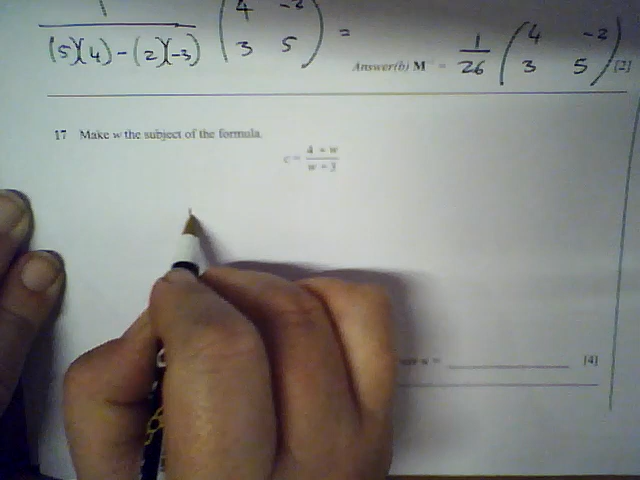 1
(5)(4) - (2)(-3) (4 -2
3 5) =
Answer(b) M⁻¹ = 1/26 (4 -2
3 5) [2]
17 Make w the subject of the formula.
c = (4 + w)/(w + 3)
w = [4]